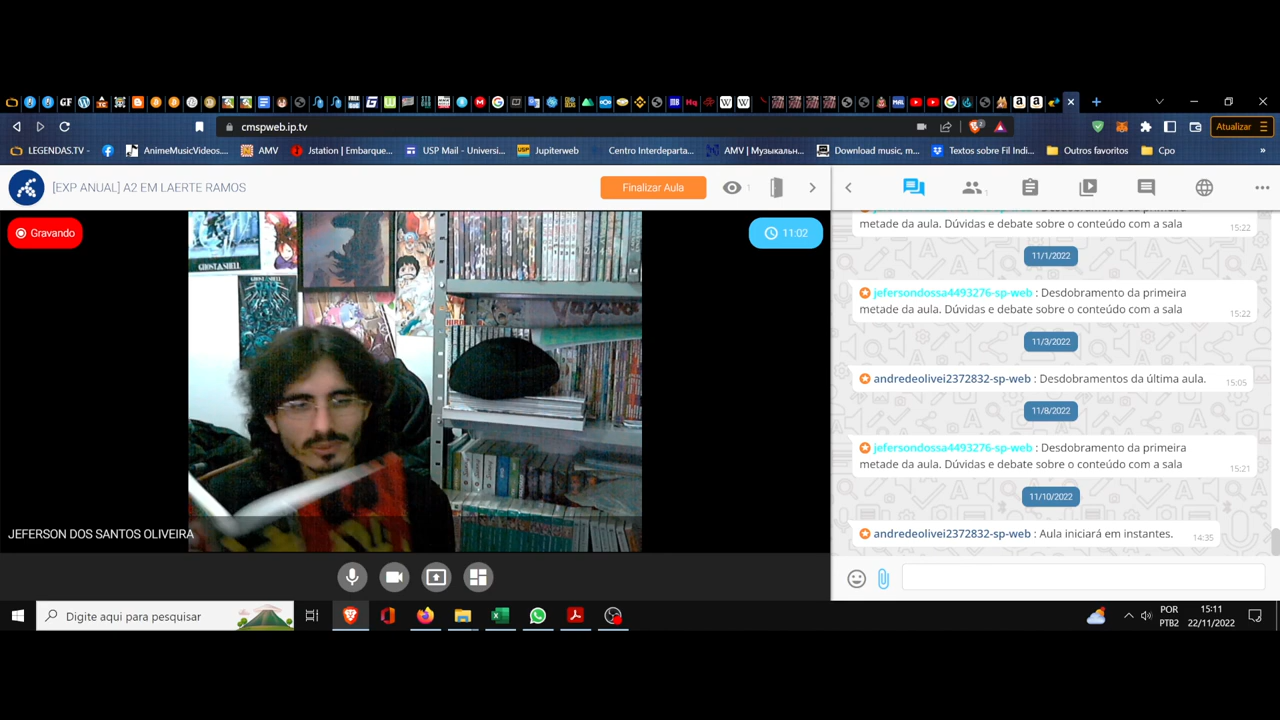 cmspweb.ip.tv
Atualizar
LEGENDAS.TV -
AnimeMusicVideos....
AMV
Jstation | Embarque...
USP Mail - Universi...
Jupiterweb
Centro Interdeparta...
AMV | Музыкальн...
Download music, m...
Textos sobre Fil Indi...
Outros favoritos
Cpo
»
[EXP ANUAL] A2 EM LAERTE RAMOS
Finalizar Aula
1
1
Gravando
11:02
GHOST IN THE SHELL
JEFERSON DOS SANTOS OLIVEIRA
metade da aula. Dúvidas e debate sobre o conteúdo com a sala
15:22
11/1/2022
jefersondossa4493276-sp-web : Desdobramento da primeira
metade da aula. Dúvidas e debate sobre o conteúdo com a sala
15:22
11/3/2022
andredeolivei2372832-sp-web : Desdobramentos da última aula.
15:05
11/8/2022
jefersondossa4493276-sp-web : Desdobramento da primeira
metade da aula. Dúvidas e debate sobre o conteúdo com a sala
15:21
11/10/2022
andredeolivei2372832-sp-web : Aula iniciará em instantes.
14:35
Digite aqui para pesquisar
POR
PTB2
15:11
22/11/2022